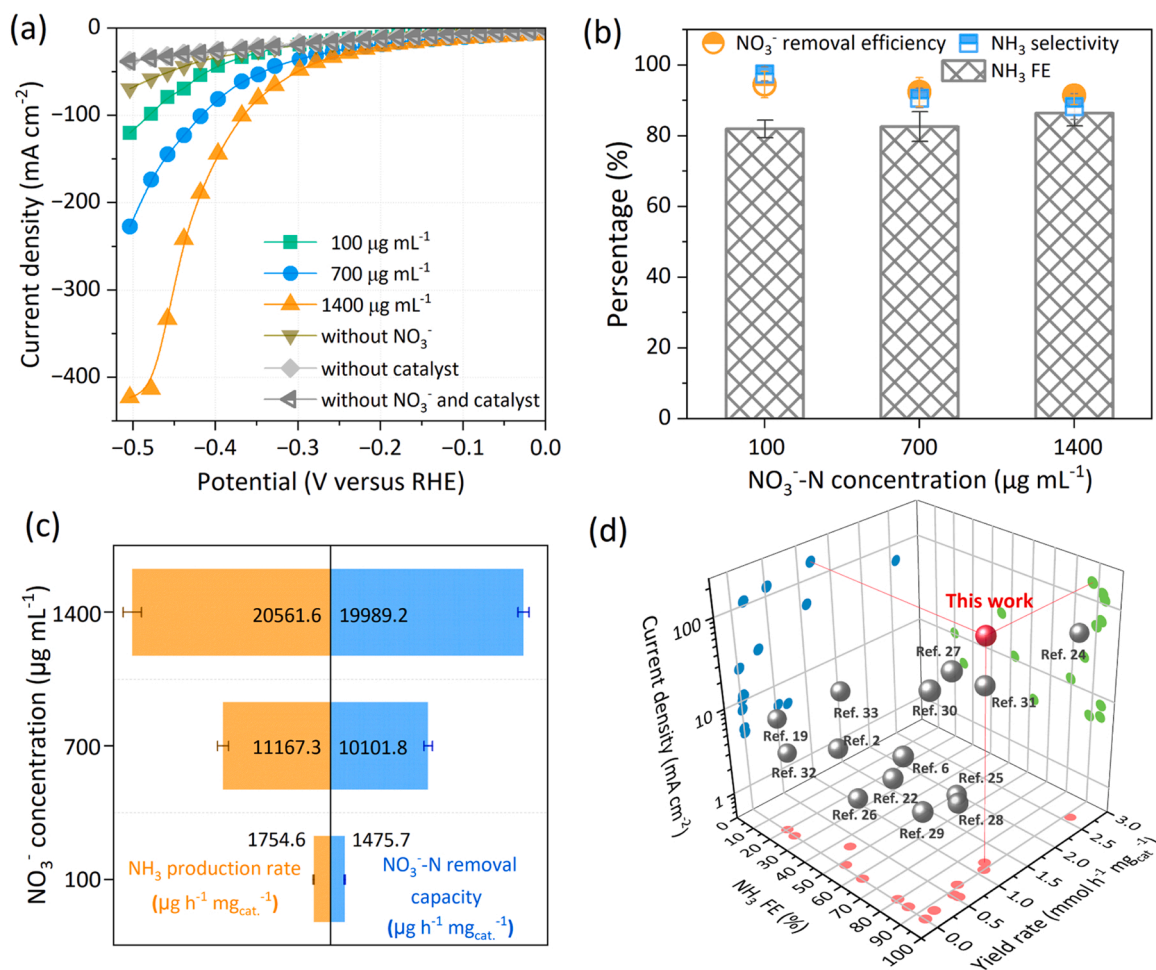 (a)
0
−100
−200
−300
−400
Current density (mA cm⁻²)
100 μg mL⁻¹
700 μg mL⁻¹
1400 μg mL⁻¹
without NO₃⁻
without catalyst
without NO₃⁻ and catalyst
−0.5 −0.4 −0.3 −0.2 −0.1 0.0
Potential (V versus RHE)
(b)
NO₃⁻ removal efficiency
NH₃ selectivity
NH₃ FE
100
80
60
40
20
0
Persentage (%)
100 700 1400
NO₃⁻-N concentration (μg mL⁻¹)
(c)
NO₃⁻ concentration (μg mL⁻¹)
1400
20561.6 19989.2
700
11167.3 10101.8
100
1754.6 1475.7
NH₃ production rate
(μg h⁻¹ mg_cat.⁻¹)
NO₃⁻-N removal
capacity
(μg h⁻¹ mg_cat.⁻¹)
(d)
Current density (mA cm⁻²)
100
10
1
This work
Ref. 24
Ref. 27
Ref. 31
Ref. 30
Ref. 33
Ref. 19
Ref. 2
Ref. 32
Ref. 6
Ref. 25
Ref. 22
Ref. 26
Ref. 28
Ref. 29
0 10 20 30 40 50 60 70 80 90 100
NH₃ FE (%)
0.0 0.5 1.0 1.5 2.0 2.5 3.0
Yield rate (mmol h⁻¹ mg_cat.⁻¹)